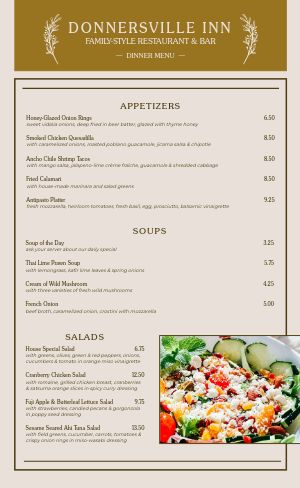 DONNERSVILLE INN
FAMILY-STYLE RESTAURANT & BAR
— DINNER MENU —
APPETIZERS
Honey-Glazed Onion Rings 6.50
sweet vidalia onions, deep fried in beer batter, glazed with thyme honey
Smoked Chicken Quesadilla 8.50
with caramelized onions, roasted poblano guacamole, jicama salsa & chipotle
Ancho Chile Shrimp Tacos 8.50
with mango salsa, jalapeno-lime crème fraîche, guacamole & shredded cabbage
Fried Calamari 8.50
with house-made marinara and salad greens
Antipasto Platter 9.25
fresh mozzarella, heirloom tomatoes, fresh basil, egg, prosciutto, balsamic vinaigrette
SOUPS
Soup of the Day 3.25
ask your server about our daily special
Thai Lime Prawn Soup 5.75
with lemongrass, kafir lime leaves & spring onions
Cream of Wild Mushroom 4.25
with three varieties of fresh wild mushrooms
French Onion 5.00
beef broth, caramelized onion, crostini with mozzarella
SALADS
House Special Salad 6.75
with greens, olives, green & red peppers, onions,
cucumbers & tomato in orange miso vinaigrette
Cranberry Chicken Salad 12.50
with romaine, grilled chicken breast, cranberries
& satsuma orange slices in spicy curry dressing
Fuji Apple & Butterleaf Lettuce Salad 9.75
with strawberries, candied pecans & gorgonzola
in poppy seed dressing
Sesame Seared Ahi Tuna Salad 13.50
with field greens, cucumber, carrots, tomatoes &
crispy onion rings in miso-wasabi dressing